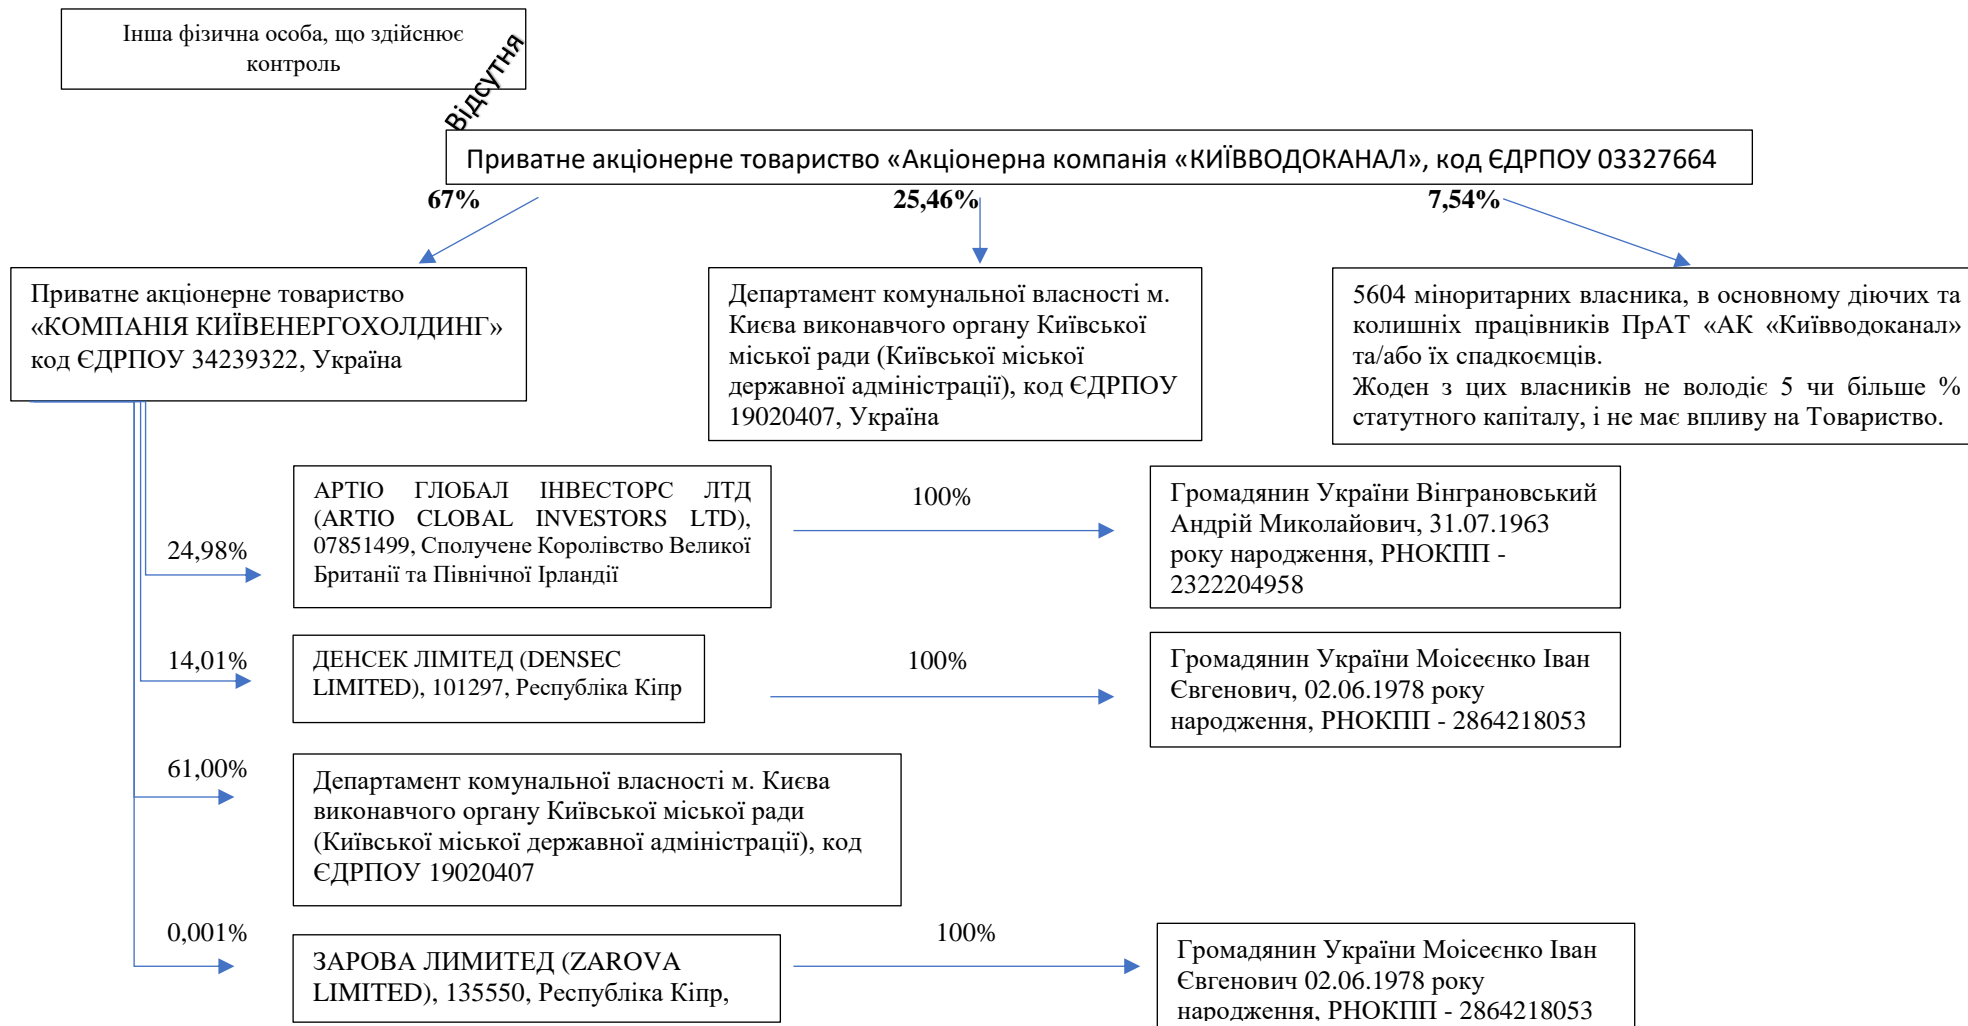 Інша фізична особа, що здійснює
контроль
Відсутня
Приватне акціонерне товариство «Акціонерна компанія «КИЇВВОДОКАНАЛ», код ЄДРПОУ 03327664
67%
25,46%
7,54%
Приватне акціонерне товариство
«КОМПАНІЯ КИЇВЕНЕРГОХОЛДИНГ»
код ЄДРПОУ 34239322, Україна
Департамент комунальної власності м.
Києва виконавчого органу Київської
міської ради (Київської міської
державної адміністрації), код ЄДРПОУ
19020407, Україна
5604 міноритарних власника, в основному діючих та
колишніх працівників ПрАТ «АК «Київводоканал»
та/або їх спадкоємців.
Жоден з цих власників не володіє 5 чи більше %
статутного капіталу, і не має впливу на Товариство.
24,98%
АРТІО ГЛОБАЛ ІНВЕСТОРС ЛТД
(ARTIO CLOBAL INVESTORS LTD),
07851499, Сполучене Королівство Великої
Британії та Північної Ірландії
100%
Громадянин України Вінграновський
Андрій Миколайович, 31.07.1963
року народження, РНОКПП -
2322204958
14,01%
ДЕНСЕК ЛІМІТЕД (DENSEC
LIMITED), 101297, Республіка Кіпр
100%
Громадянин України Моісеєнко Іван
Євгенович, 02.06.1978 року
народження, РНОКПП - 2864218053
61,00%
Департамент комунальної власності м. Києва
виконавчого органу Київської міської ради
(Київської міської державної адміністрації), код
ЄДРПОУ 19020407
0,001%
ЗАРОВА ЛИМИТЕД (ZAROVA
LIMITED), 135550, Республіка Кіпр,
100%
Громадянин України Моісеєнко Іван
Євгенович 02.06.1978 року
народження, РНОКПП - 2864218053